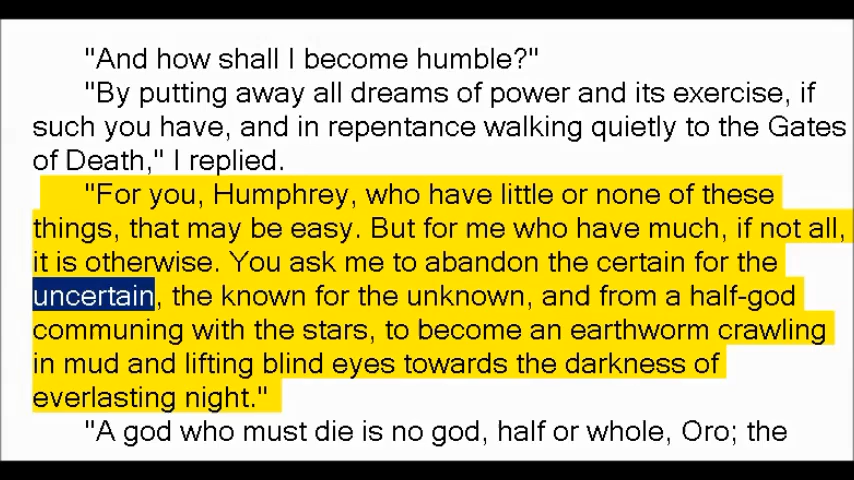 "And how shall I become humble?"
"By putting away all dreams of power and its exercise, if
such you have, and in repentance walking quietly to the Gates
of Death," I replied.
"For you, Humphrey, who have little or none of these
things, that may be easy. But for me who have much, if not all,
it is otherwise. You ask me to abandon the certain for the
uncertain, the known for the unknown, and from a half-god
communing with the stars, to become an earthworm crawling
in mud and lifting blind eyes towards the darkness of
everlasting night."
"A god who must die is no god, half or whole, Oro; the